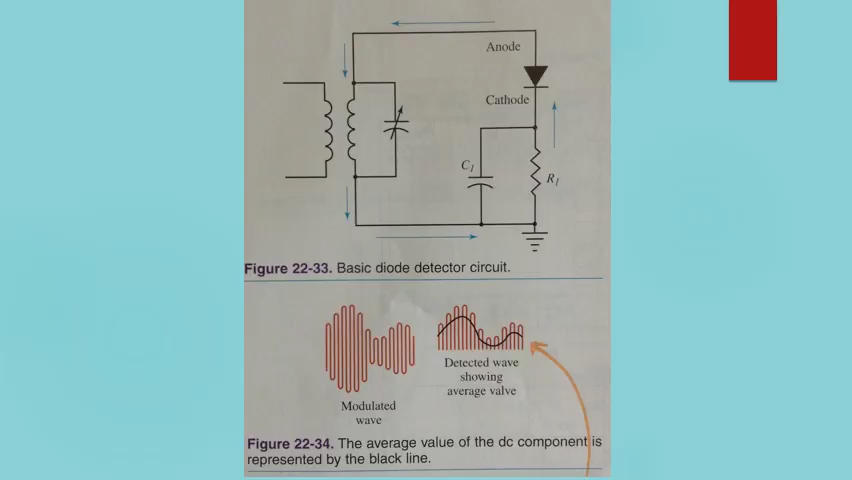 Anode
Cathode
C1
R1
Figure 22-33. Basic diode detector circuit.
Detected wave
showing
average valve
Modulated
wave
Figure 22-34. The average value of the dc component is
represented by the black line.